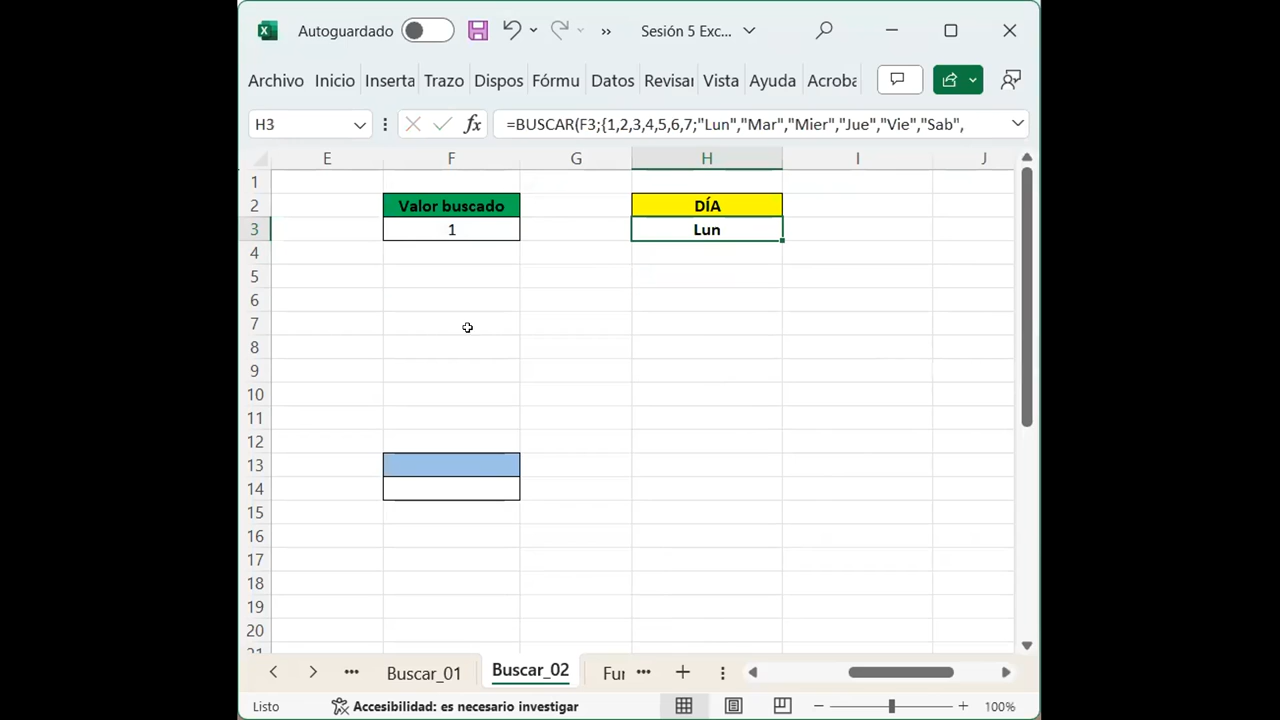 Autoguardado
Sesión 5 Exc...
Archivo Inicio Inserta Trazo Dispos Fórmu Datos Revisar Vista Ayuda Acroba
H3
fx
=BUSCAR(F3;{1,2,3,4,5,6,7;"Lun","Mar","Mier","Jue","Vie","Sab",
E F G H I J
1
2 Valor buscado DÍA
3 1 Lun
4
5
6
7
8
9
10
11
12
13
14
15
16
17
18
19
20
21
Buscar_01 Buscar_02 Fur
Listo Accesibilidad: es necesario investigar 100%